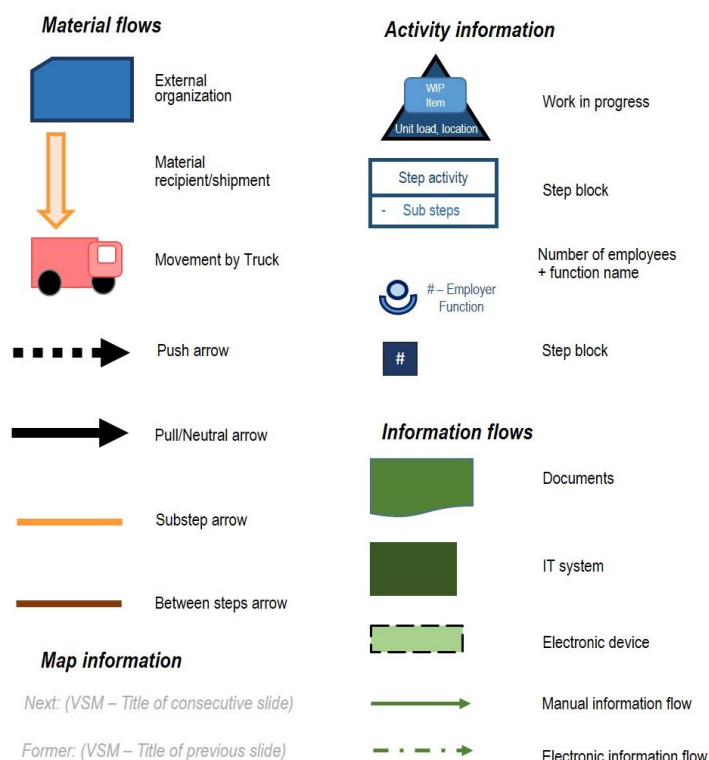 Material flows
External
organization
Material
recipient/shipment
Movement by Truck
Push arrow
Pull/Neutral arrow
Substep arrow
Between steps arrow
Map information
Next: (VSM – Title of consecutive slide)
Former: (VSM – Title of previous slide)
Activity information
WIP
Item
Unit load, location
Work in progress
Step activity
- Sub steps
Step block
Number of employees
+ function name
# – Employer
Function
#
Step block
Information flows
Documents
IT system
Electronic device
Manual information flow
Electronic information flow